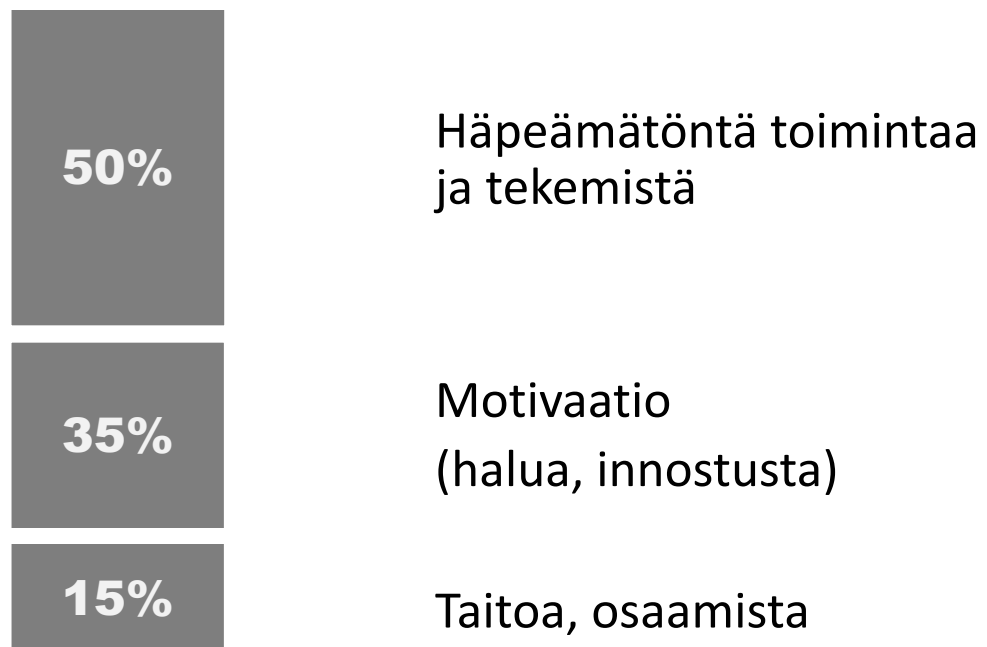 50%
Häpeämätöntä toimintaa
ja tekemistä
35%
Motivaatio
(halua, innostusta)
15%
Taitoa, osaamista